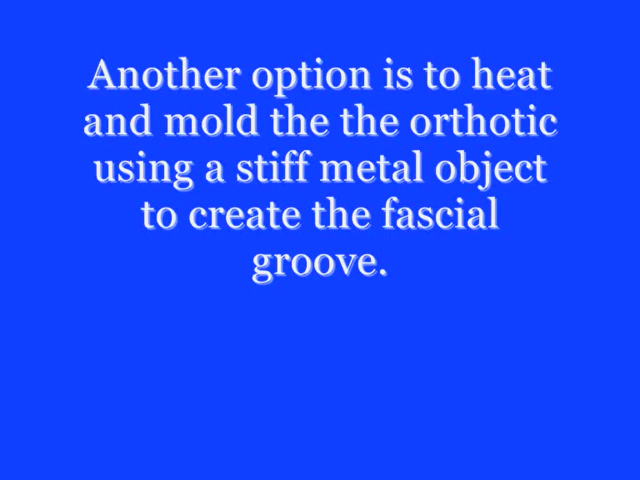 Another option is to heat
and mold the the orthotic
using a stiff metal object
to create the fascial
groove.